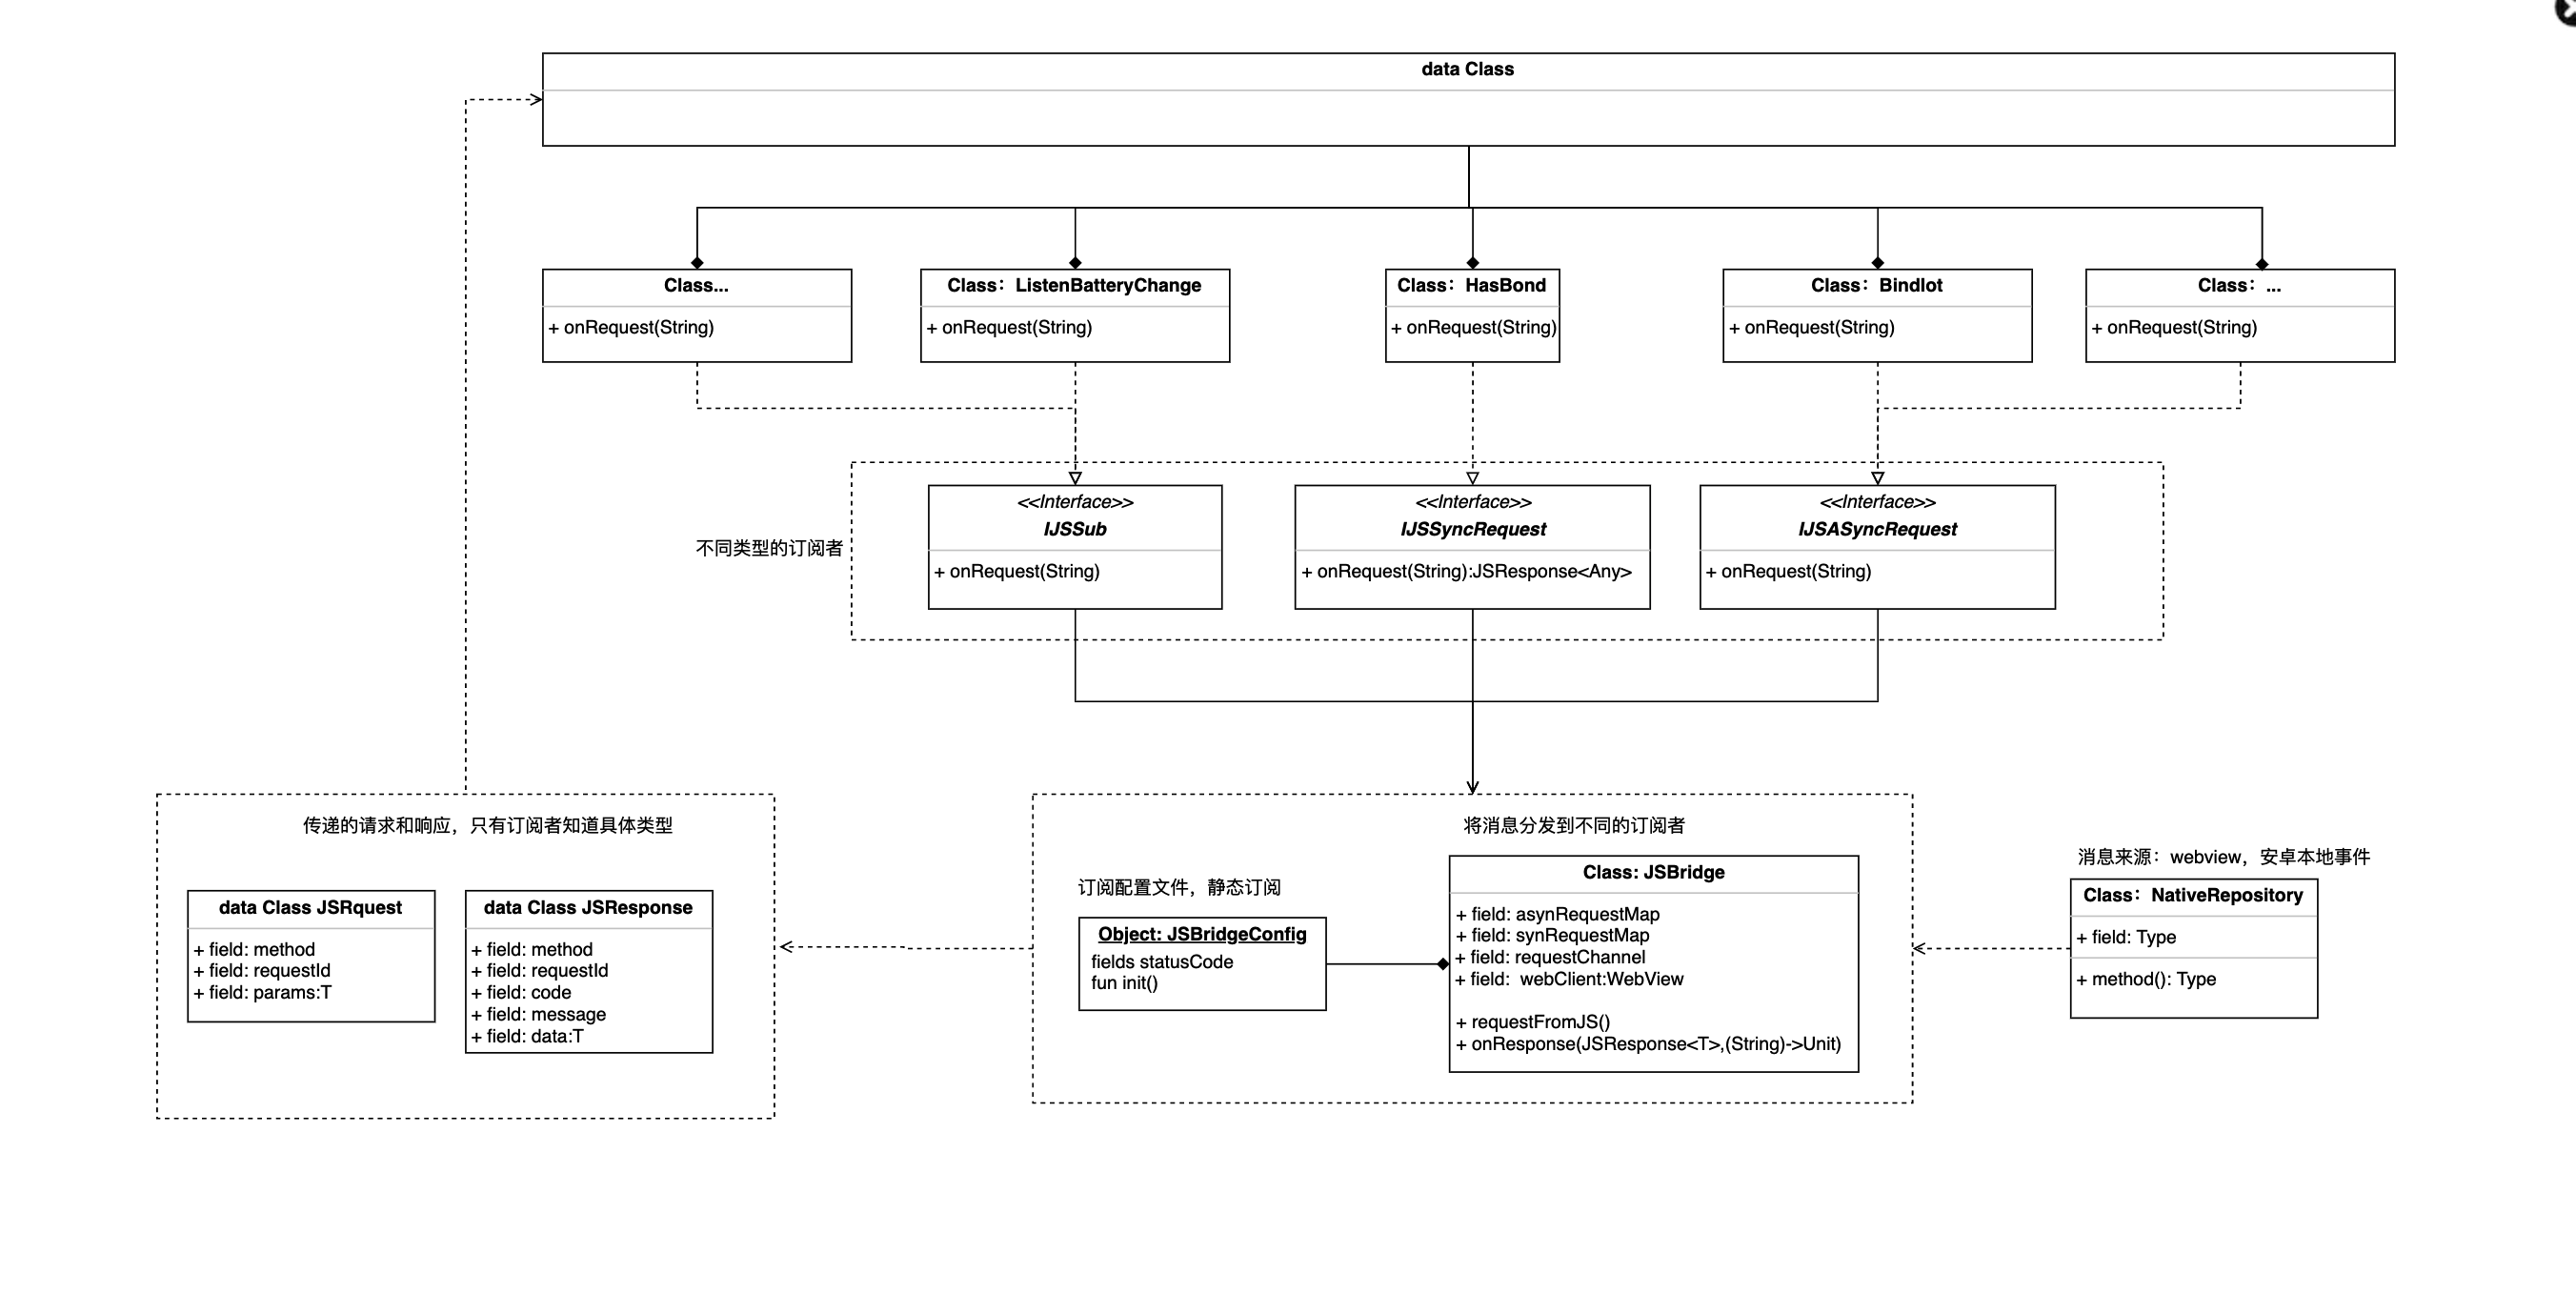 data Class
Class...
+ onRequest(String)
Class：ListenBatteryChange
+ onRequest(String)
Class：HasBond
+ onRequest(String)
Class：BindIot
+ onRequest(String)
Class：...
+ onRequest(String)
不同类型的订阅者
<<Interface>>
IJSSub
+ onRequest(String)
<<Interface>>
IJSSyncRequest
+ onRequest(String):JSResponse<Any>
<<Interface>>
IJSASyncRequest
+ onRequest(String)
传递的请求和响应，只有订阅者知道具体类型
data Class JSRquest
+ field: method
+ field: requestId
+ field: params:T
data Class JSResponse
+ field: method
+ field: requestId
+ field: code
+ field: message
+ field: data:T
将消息分发到不同的订阅者
订阅配置文件，静态订阅
Object: JSBridgeConfig
fields statusCode
fun init()
Class: JSBridge
+ field: asynRequestMap
+ field: synRequestMap
+ field: requestChannel
+ field:  webClient:WebView
+ requestFromJS()
+ onResponse(JSResponse<T>,(String)->Unit)
消息来源：webview，安卓本地事件
Class：NativeRepository
+ field: Type
+ method(): Type